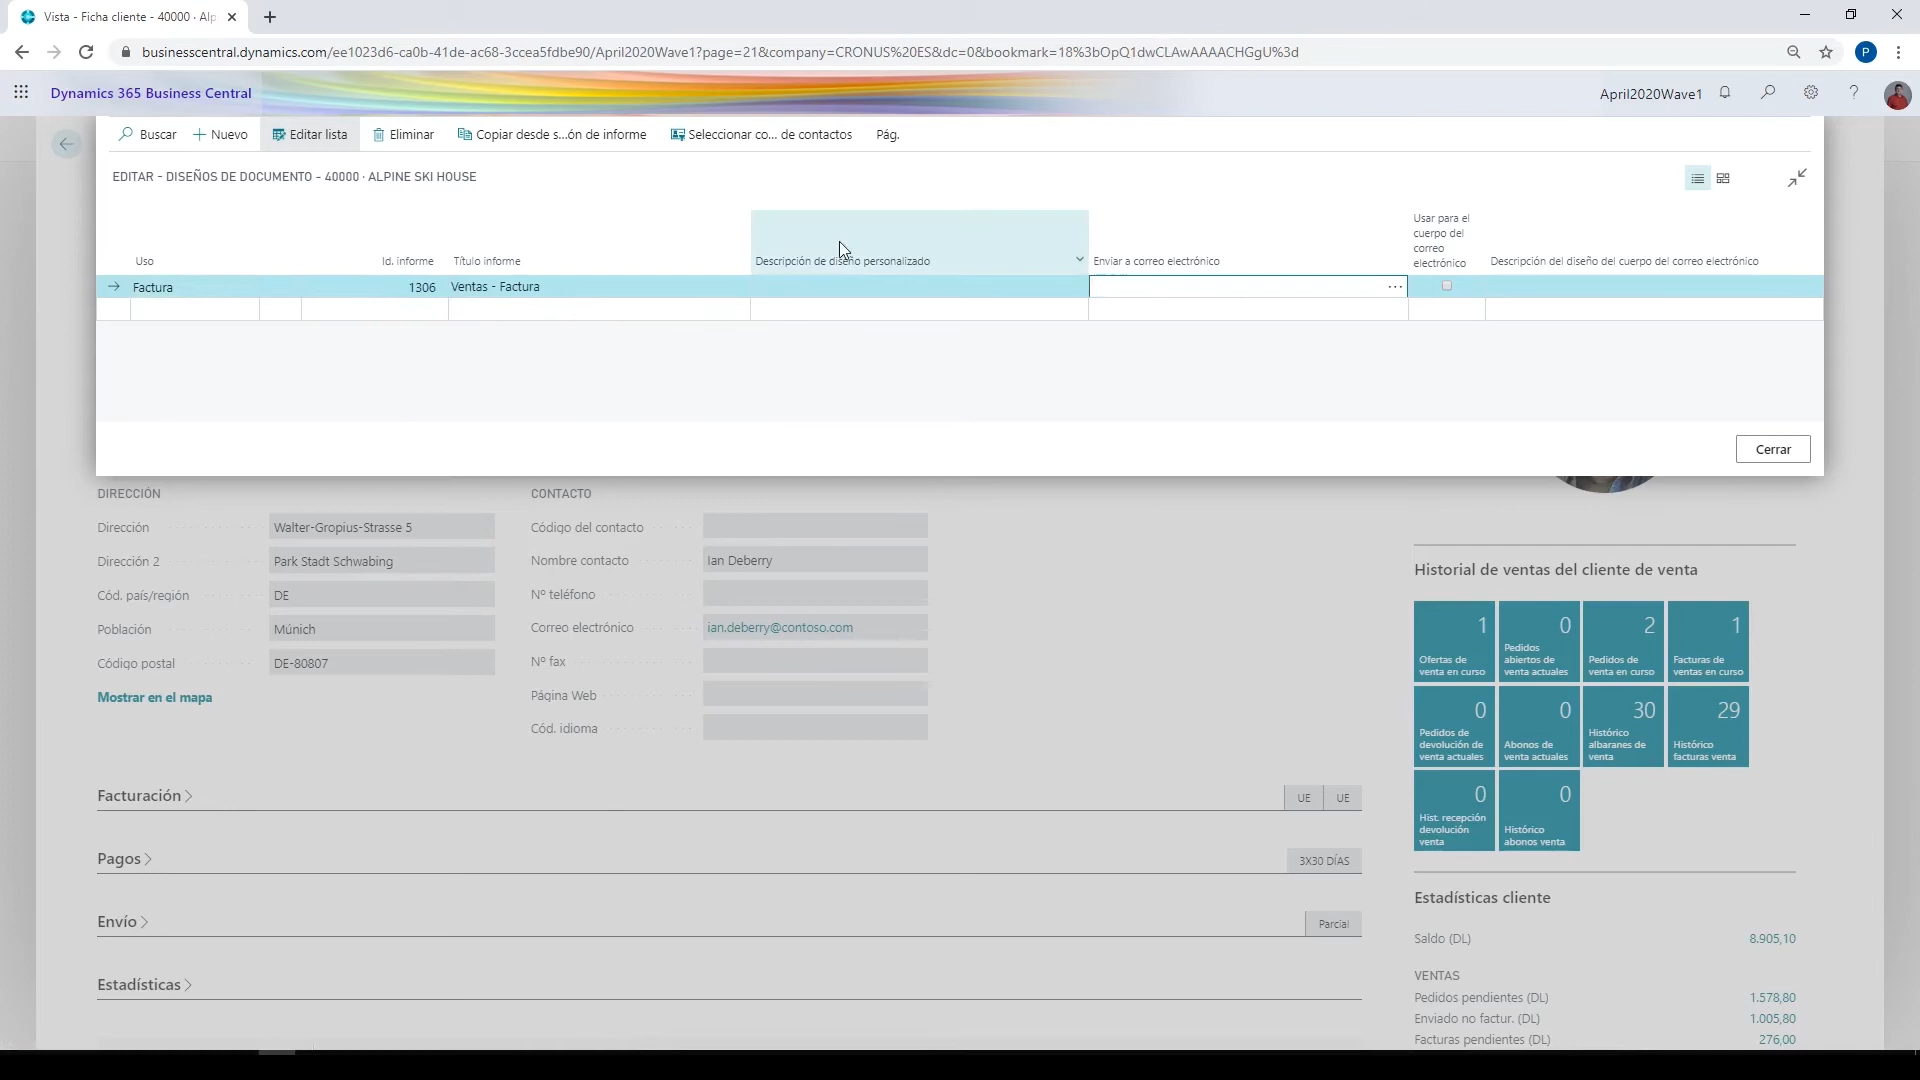 Vista - Ficha cliente - 40000 · Alp
businesscentral.dynamics.com/ee1023d6-ca0b-41de-ac68-3ccea5fdbe90/April2020Wave1?page=21&company=CRONUS%20ES&dc=0&bookmark=18%3bOpQ1dwCLAwAAAACHGgU%3d
P
Dynamics 365 Business Central
April2020Wave1
?
Buscar
Nuevo
Editar lista
Eliminar
Copiar desde s...ón de informe
Seleccionar co... de contactos
Pág.
EDITAR - DISEÑOS DE DOCUMENTO - 40000 · ALPINE SKI HOUSE
Uso
Id. informe
Título informe
Descripción de diseño personalizado
Enviar a correo electrónico
Usar para el
cuerpo del
correo
electrónico
Descripción del diseño del cuerpo del correo electrónico
Factura
1306
Ventas - Factura
Cerrar
DIRECCIÓN
Dirección
Walter-Gropius-Strasse 5
Dirección 2
Park Stadt Schwabing
Cód. país/región
DE
Población
Múnich
Código postal
DE-80807
Mostrar en el mapa
CONTACTO
Código del contacto
Nombre contacto
Ian Deberry
Nº teléfono
Correo electrónico
ian.deberry@contoso.com
Nº fax
Página Web
Cód. idioma
Facturación
UE
UE
Pagos
3X30 DÍAS
Envío
Parcial
Estadísticas
Historial de ventas del cliente de venta
1
Ofertas de
venta en curso
0
Pedidos
abiertos de
venta actuales
2
Pedidos de
venta en curso
1
Facturas de
ventas en curso
0
Pedidos de
devolución de
venta actuales
0
Abonos de
venta actuales
30
Histórico
albaranes de
venta
29
Histórico
facturas venta
0
Hist. recepción
devolución
venta
0
Histórico
abonos venta
Estadísticas cliente
Saldo (DL)
8.905,10
VENTAS
Pedidos pendientes (DL)
1.578,80
Enviado no factur. (DL)
1.005,80
Facturas pendientes (DL)
276,00